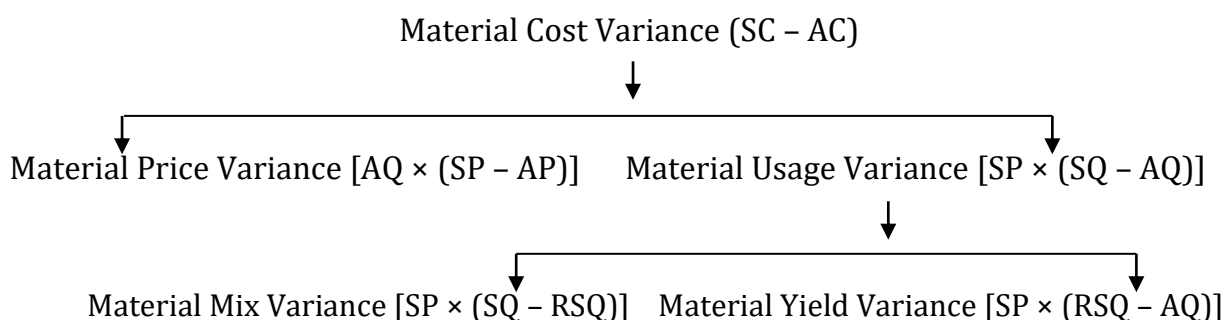 Material Cost Variance (SC – AC)
Material Price Variance [AQ × (SP – AP)] Material Usage Variance [SP × (SQ – AQ)]
Material Mix Variance [SP × (SQ – RSQ)] Material Yield Variance [SP × (RSQ – AQ)]